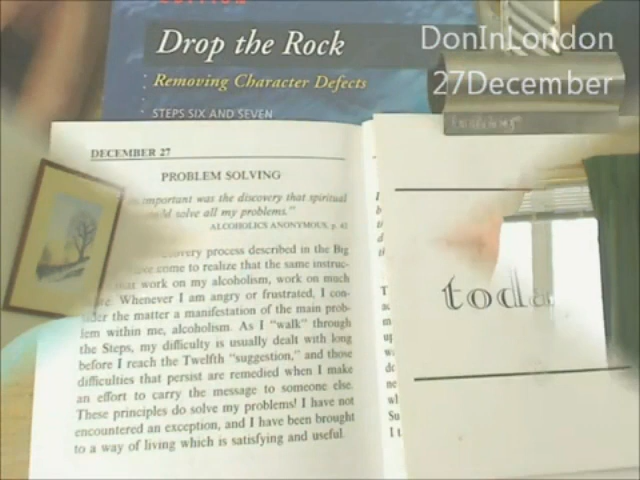 Drop the Rock
Removing Character Defects
STEPS SIX AND SEVEN
DonInLondon
27December
DECEMBER 27
PROBLEM SOLVING
important was the discovery that spiritual
solve all my problems."
ALCOHOLICS ANONYMOUS, p. 42
process described in the Big
come to realize that the same instruc-
work on my alcoholism, work on much
Whenever I am angry or frustrated, I con-
the matter a manifestation of the main prob-
lem within me, alcoholism. As I "walk" through
the Steps, my difficulty is usually dealt with long
before I reach the Twelfth "suggestion," and those
difficulties that persist are remedied when I make
an effort to carry the message to someone else.
These principles do solve my problems! I have not
encountered an exception, and I have been brought
to a way of living which is satisfying and useful.